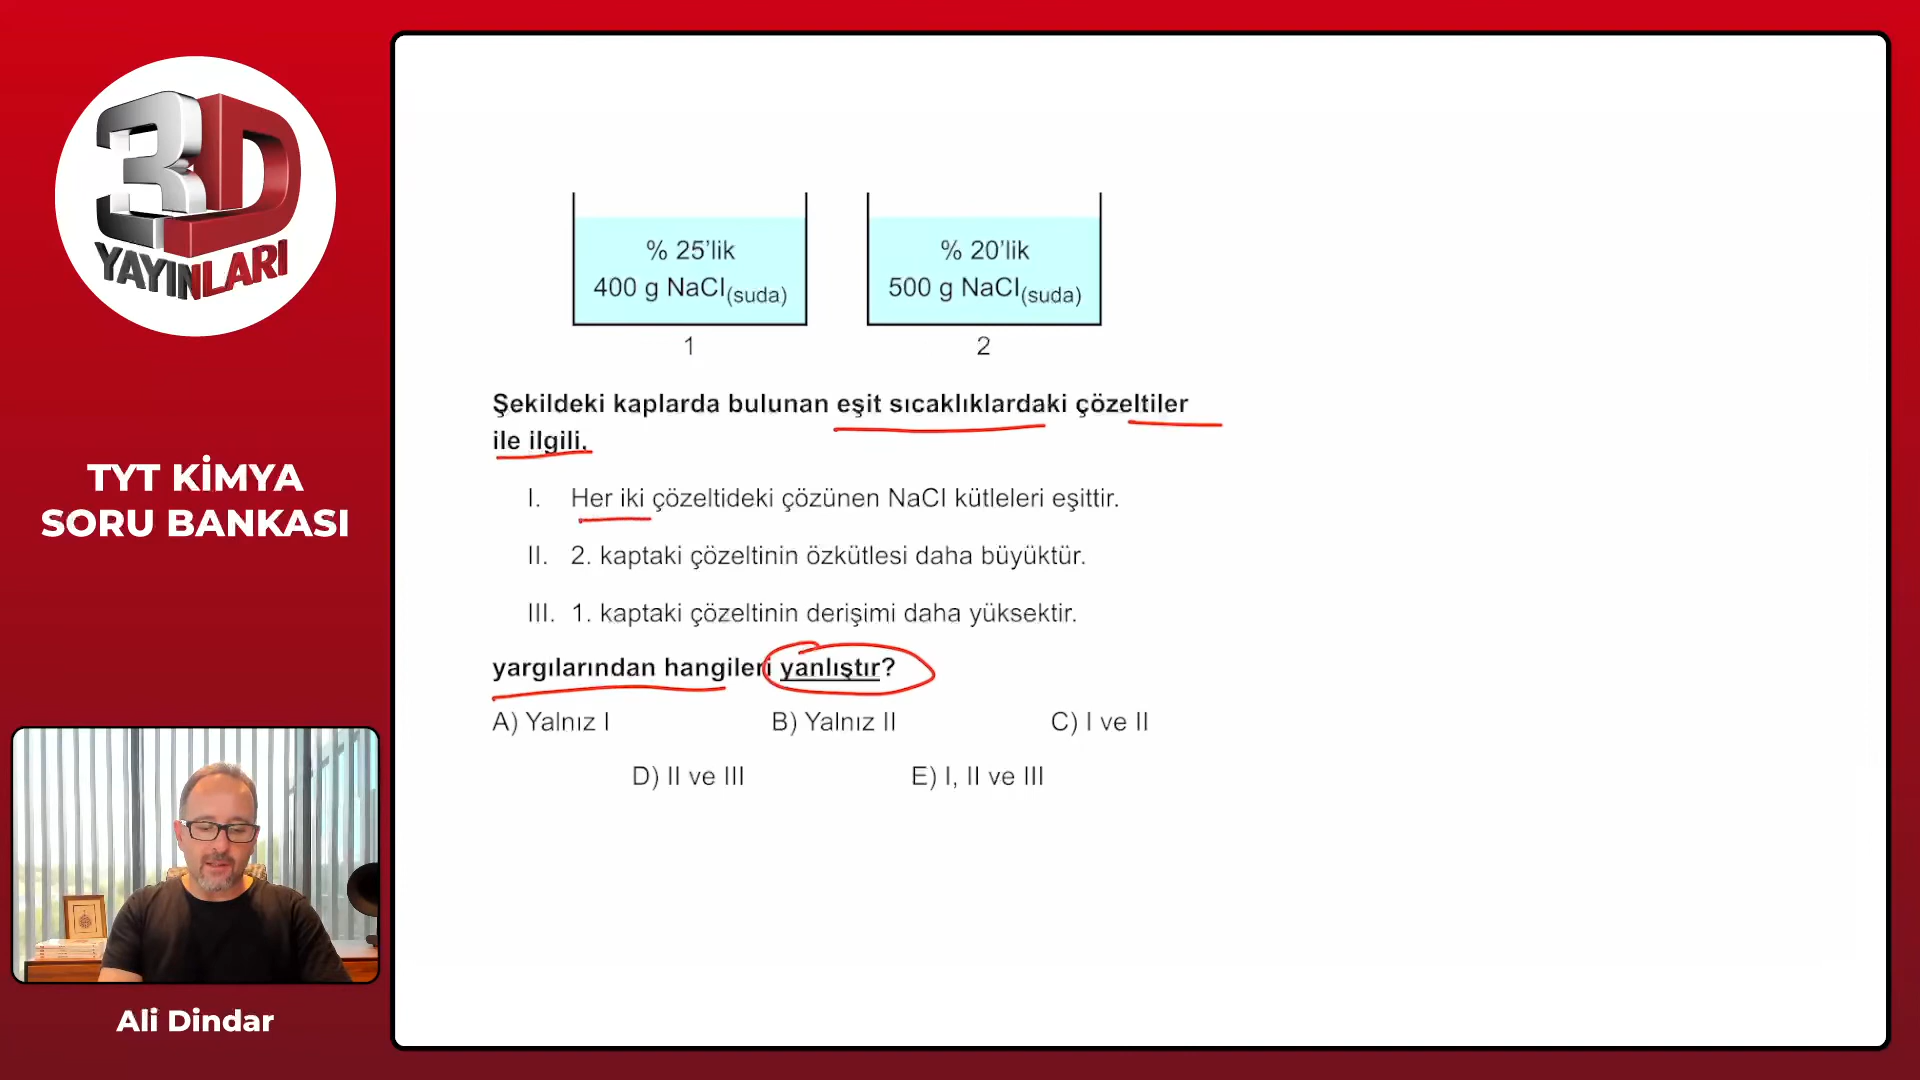 3D
YAYINLARI
TYT KİMYA
SORU BANKASI
Ali Dindar
% 25’lik
400 g NaCl(suda)
1
% 20’lik
500 g NaCl(suda)
2
Şekildeki kaplarda bulunan eşit sıcaklıklardaki çözeltiler
ile ilgili,
I. Her iki çözeltideki çözünen NaCl kütleleri eşittir.
II. 2. kaptaki çözeltinin özkütlesi daha büyüktür.
III. 1. kaptaki çözeltinin derişimi daha yüksektir.
yargılarından hangileri yanlıştır?
A) Yalnız I B) Yalnız II C) I ve II
D) II ve III E) I, II ve III